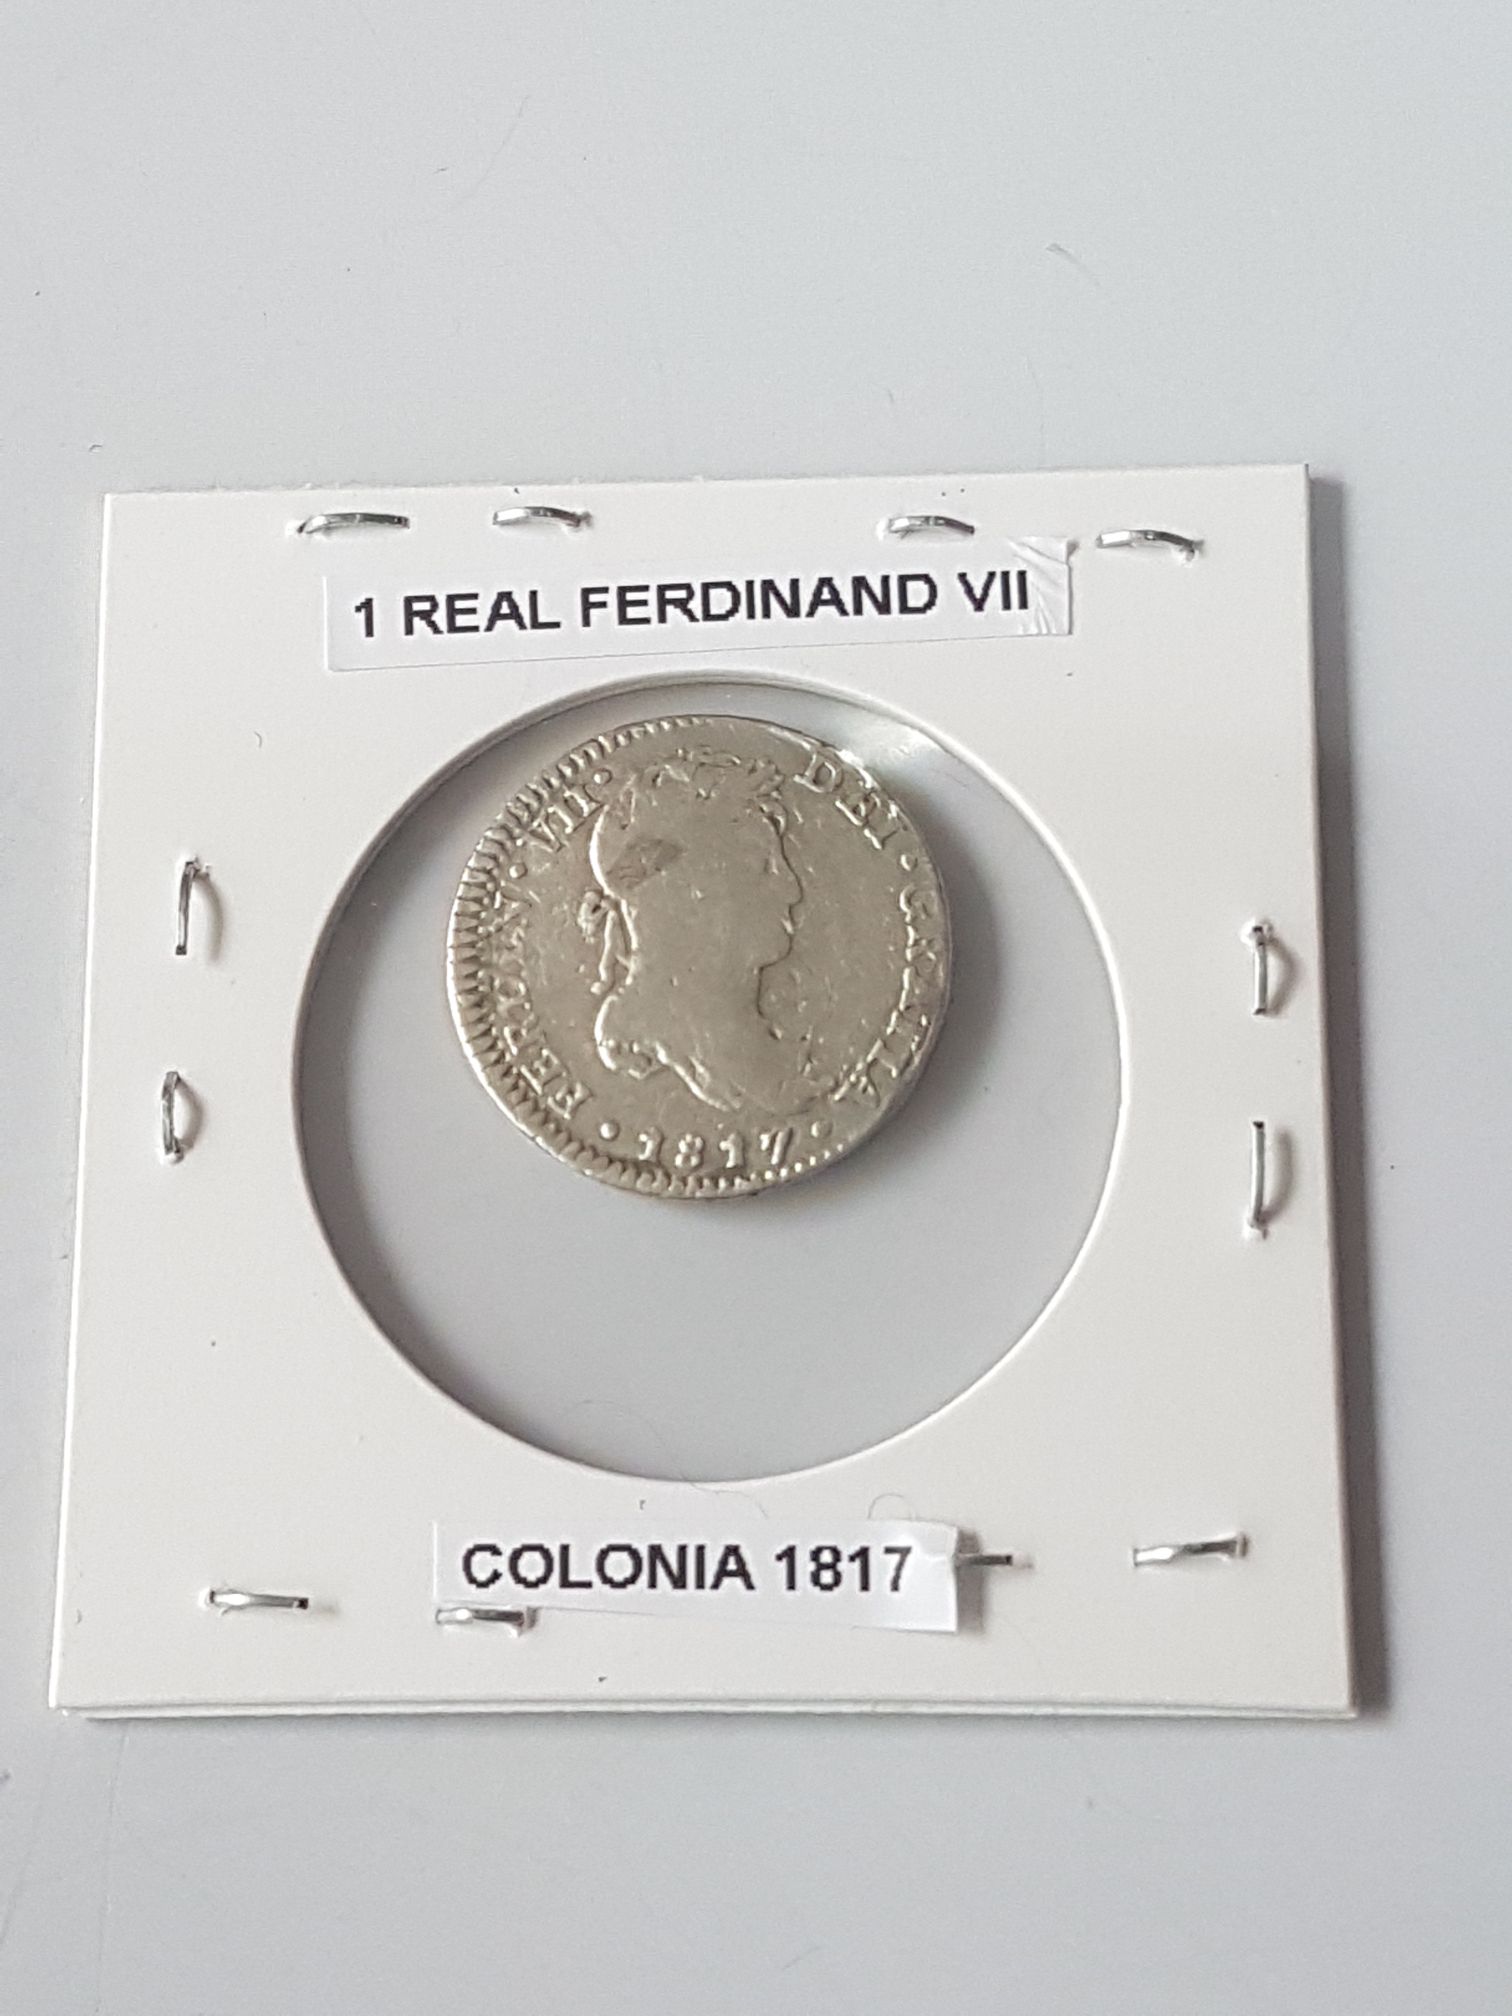 1 REAL FERDINAND VII
FERDIN · VII · DEI · GRATIA
· 1817 ·
COLONIA 1817